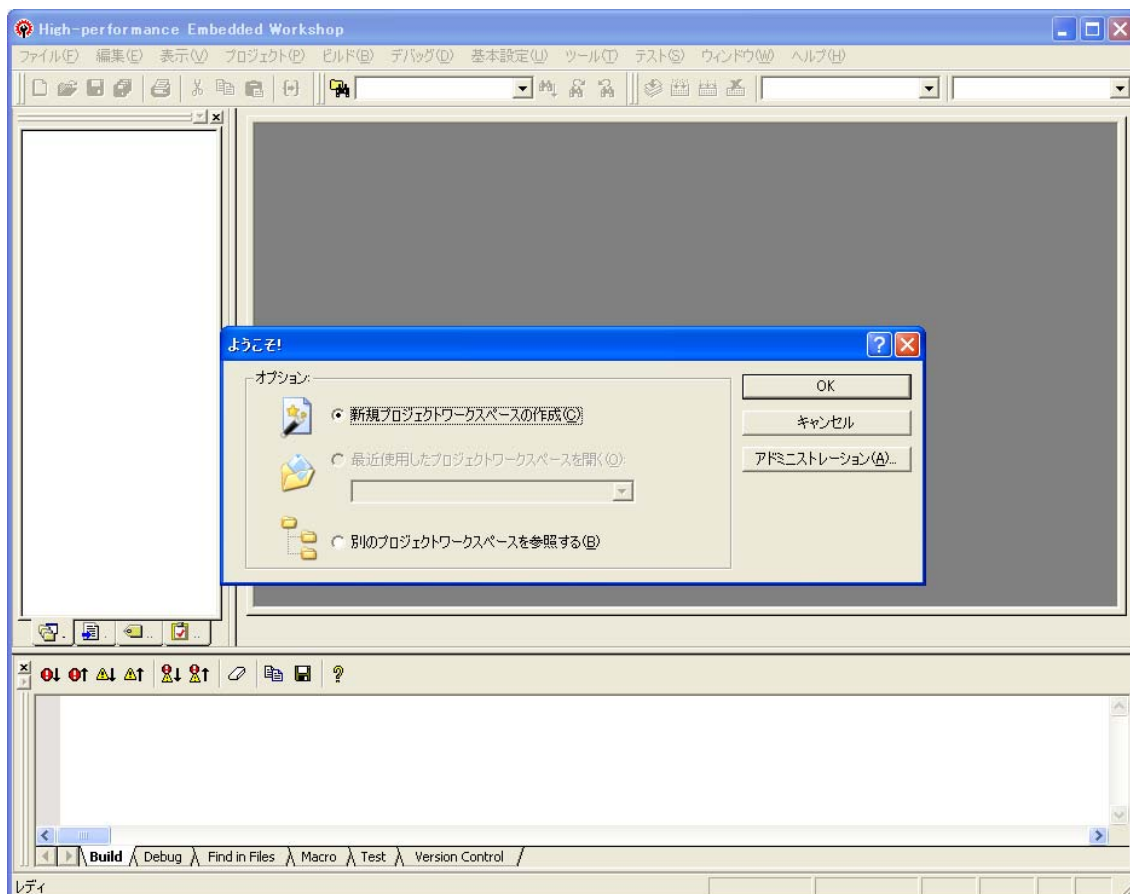 High-performance Embedded Workshop
ファイル(F) 編集(E) 表示(V) プロジェクト(P) ビルド(B) デバッグ(D) 基本設定(U) ツール(T) テスト(S) ウィンドウ(W) ヘルプ(H)
ようこそ!
オプション:
新規プロジェクトワークスペースの作成(C)
最近使用したプロジェクトワークスペースを開く(O):
別のプロジェクトワークスペースを参照する(B)
OK
キャンセル
アドミニストレーション(A)...
Build Debug Find in Files Macro Test Version Control
レディ